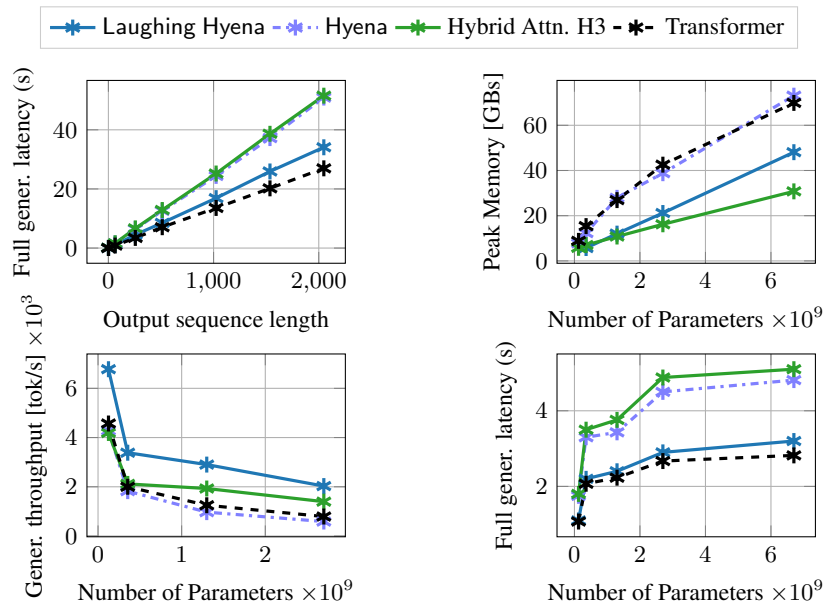 Laughing Hyena Hyena Hybrid Attn. H3 Transformer
Full gener. latency (s)
40
20
0
0 1,000 2,000
Output sequence length
Peak Memory [GBs]
60
40
20
0
0 2 4 6
Number of Parameters ×10^9
Gener. throughput [tok/s] ×10^3
6
4
2
0
0 1 2
Number of Parameters ×10^9
Full gener. latency (s)
4
2
0 2 4 6
Number of Parameters ×10^9